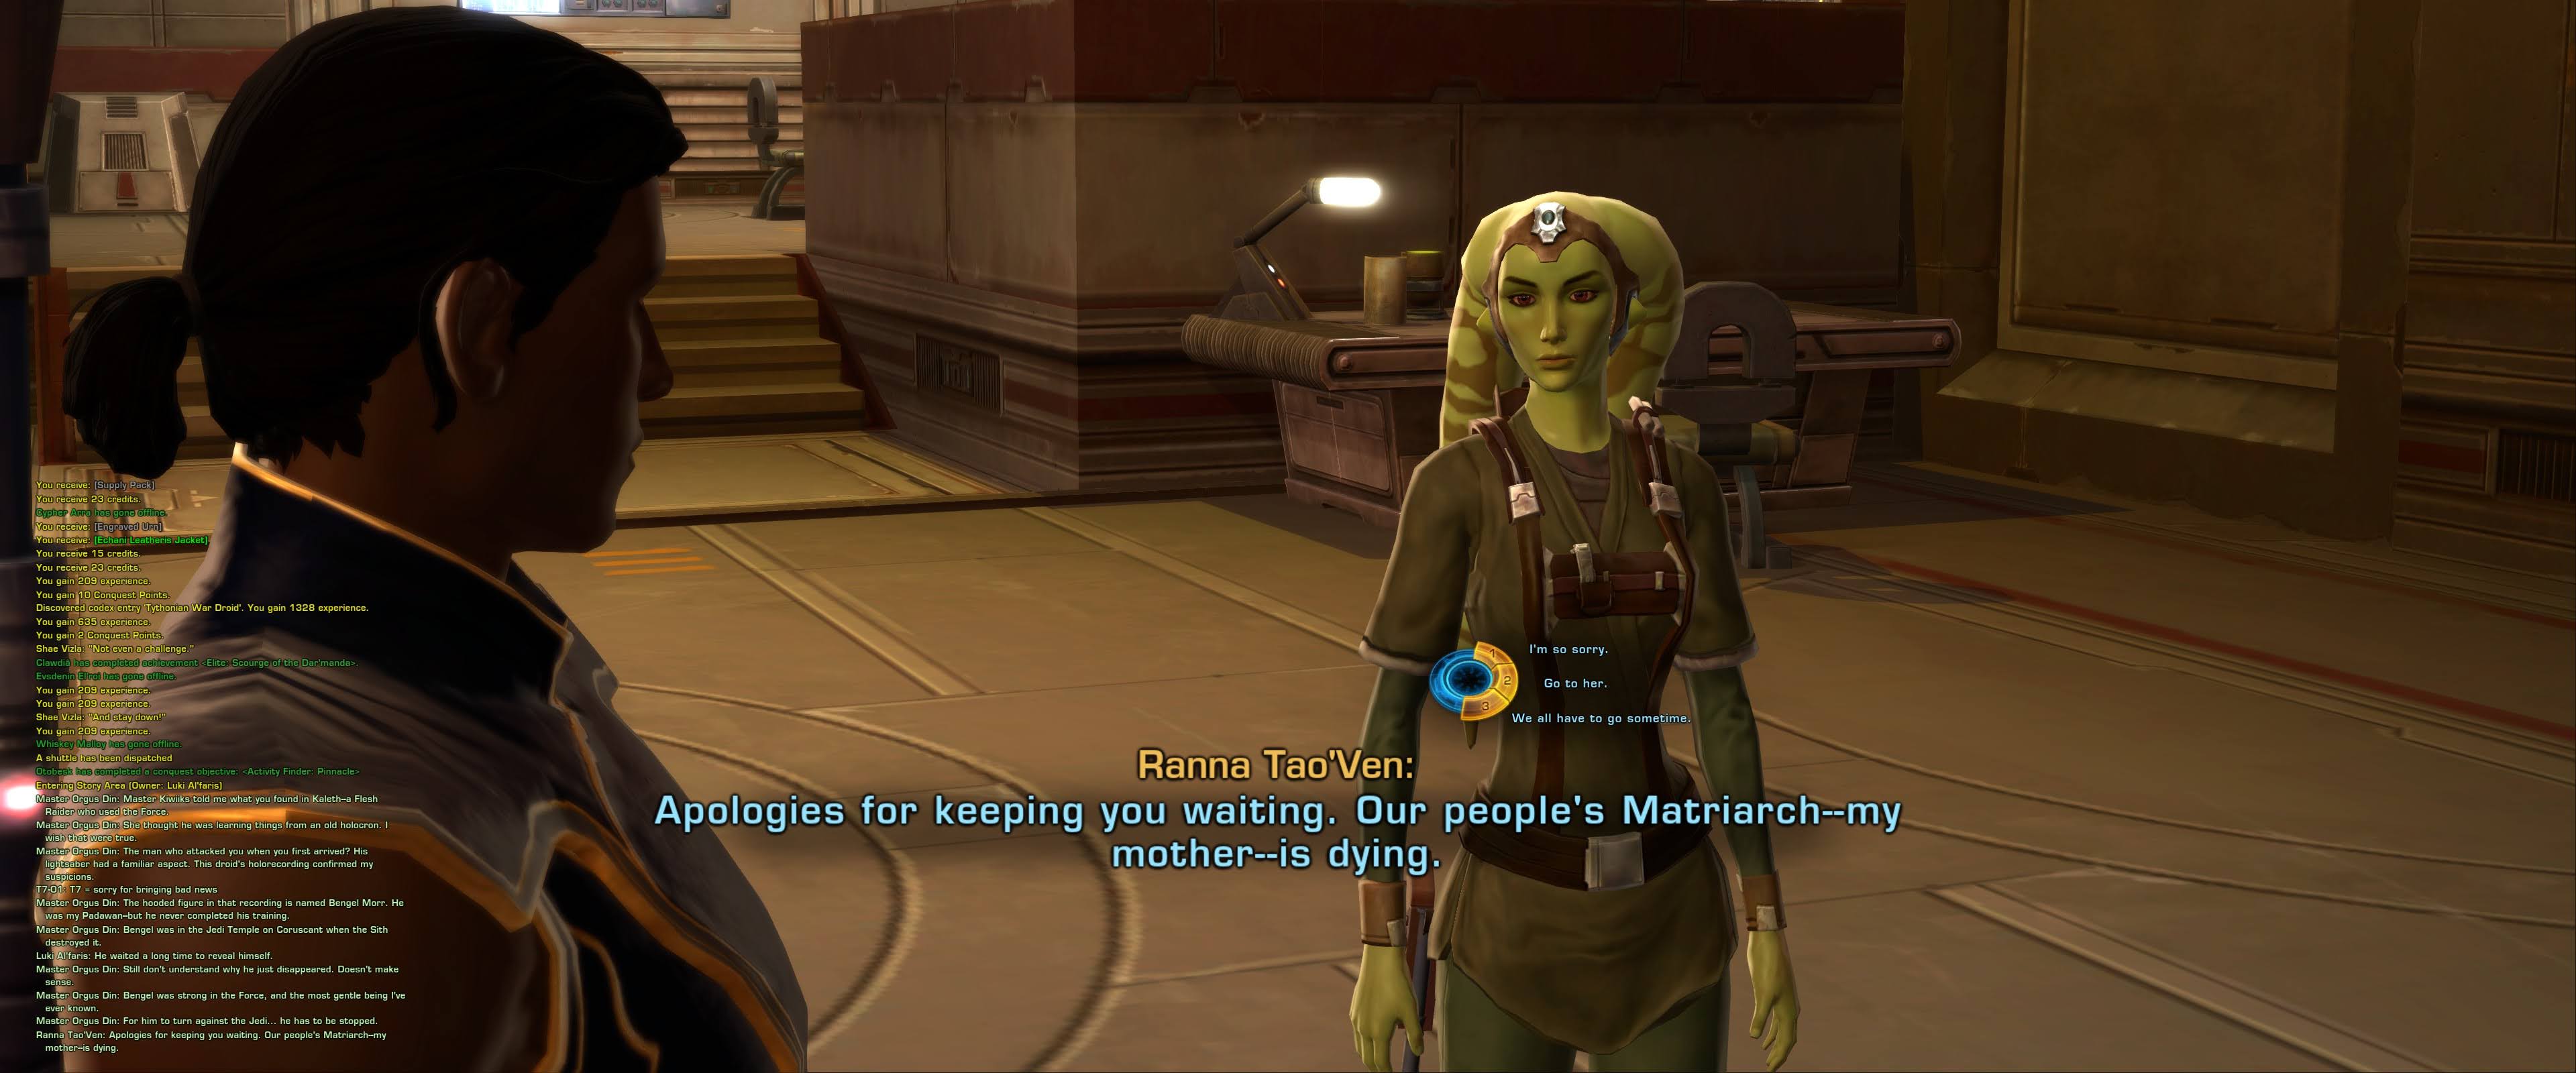 You receive: [Supply Pack]
You receive 23 credits.
Cypher Arra has gone offline.
You receive: [Engraved Urn]
You receive: [Echani Leatheris Jacket]
You receive 15 credits.
You receive 23 credits.
You gain 209 experience.
You gain 10 Conquest Points.
Discovered codex entry 'Tythonian War Droid'. You gain 1328 experience.
You gain 635 experience.
You gain 2 Conquest Points.
Shae Vizla: "Not even a challenge."
Clawdia has completed achievement <Elite: Scourge of the Dar'manda>.
Evsdenin El'roi has gone offline.
You gain 209 experience.
You gain 209 experience.
Shae Vizla: "And stay down!"
You gain 209 experience.
Whiskey Malloy has gone offline.
A shuttle has been dispatched
Otobesk has completed a conquest objective: <Activity Finder: Pinnacle>
Entering Story Area (Owner: Luki Al'faris)
Master Orgus Din: Master Kiwiiks told me what you found in Kaleth--a Flesh
Raider who used the Force.
Master Orgus Din: She thought he was learning things from an old holocron. I
wish that were true.
Master Orgus Din: The man who attacked you when you first arrived? His
lightsaber had a familiar aspect. This droid's holorecording confirmed my
suspicions.
T7-01: T7 = sorry for bringing bad news
Master Orgus Din: The hooded figure in that recording is named Bengel Morr. He
was my Padawan--but he never completed his training.
Master Orgus Din: Bengel was in the Jedi Temple on Coruscant when the Sith
destroyed it.
Luki Al'faris: He waited a long time to reveal himself.
Master Orgus Din: Still don't understand why he just disappeared. Doesn't make
sense.
Master Orgus Din: Bengel was strong in the Force, and the most gentle being I've
ever known.
Master Orgus Din: For him to turn against the Jedi... he has to be stopped.
Ranna Tao'Ven: Apologies for keeping you waiting. Our people's Matriarch--my
mother--is dying.
1
I'm so sorry.
2
Go to her.
3
We all have to go sometime.
Ranna Tao'Ven:
Apologies for keeping you waiting. Our people's Matriarch--my
mother--is dying.